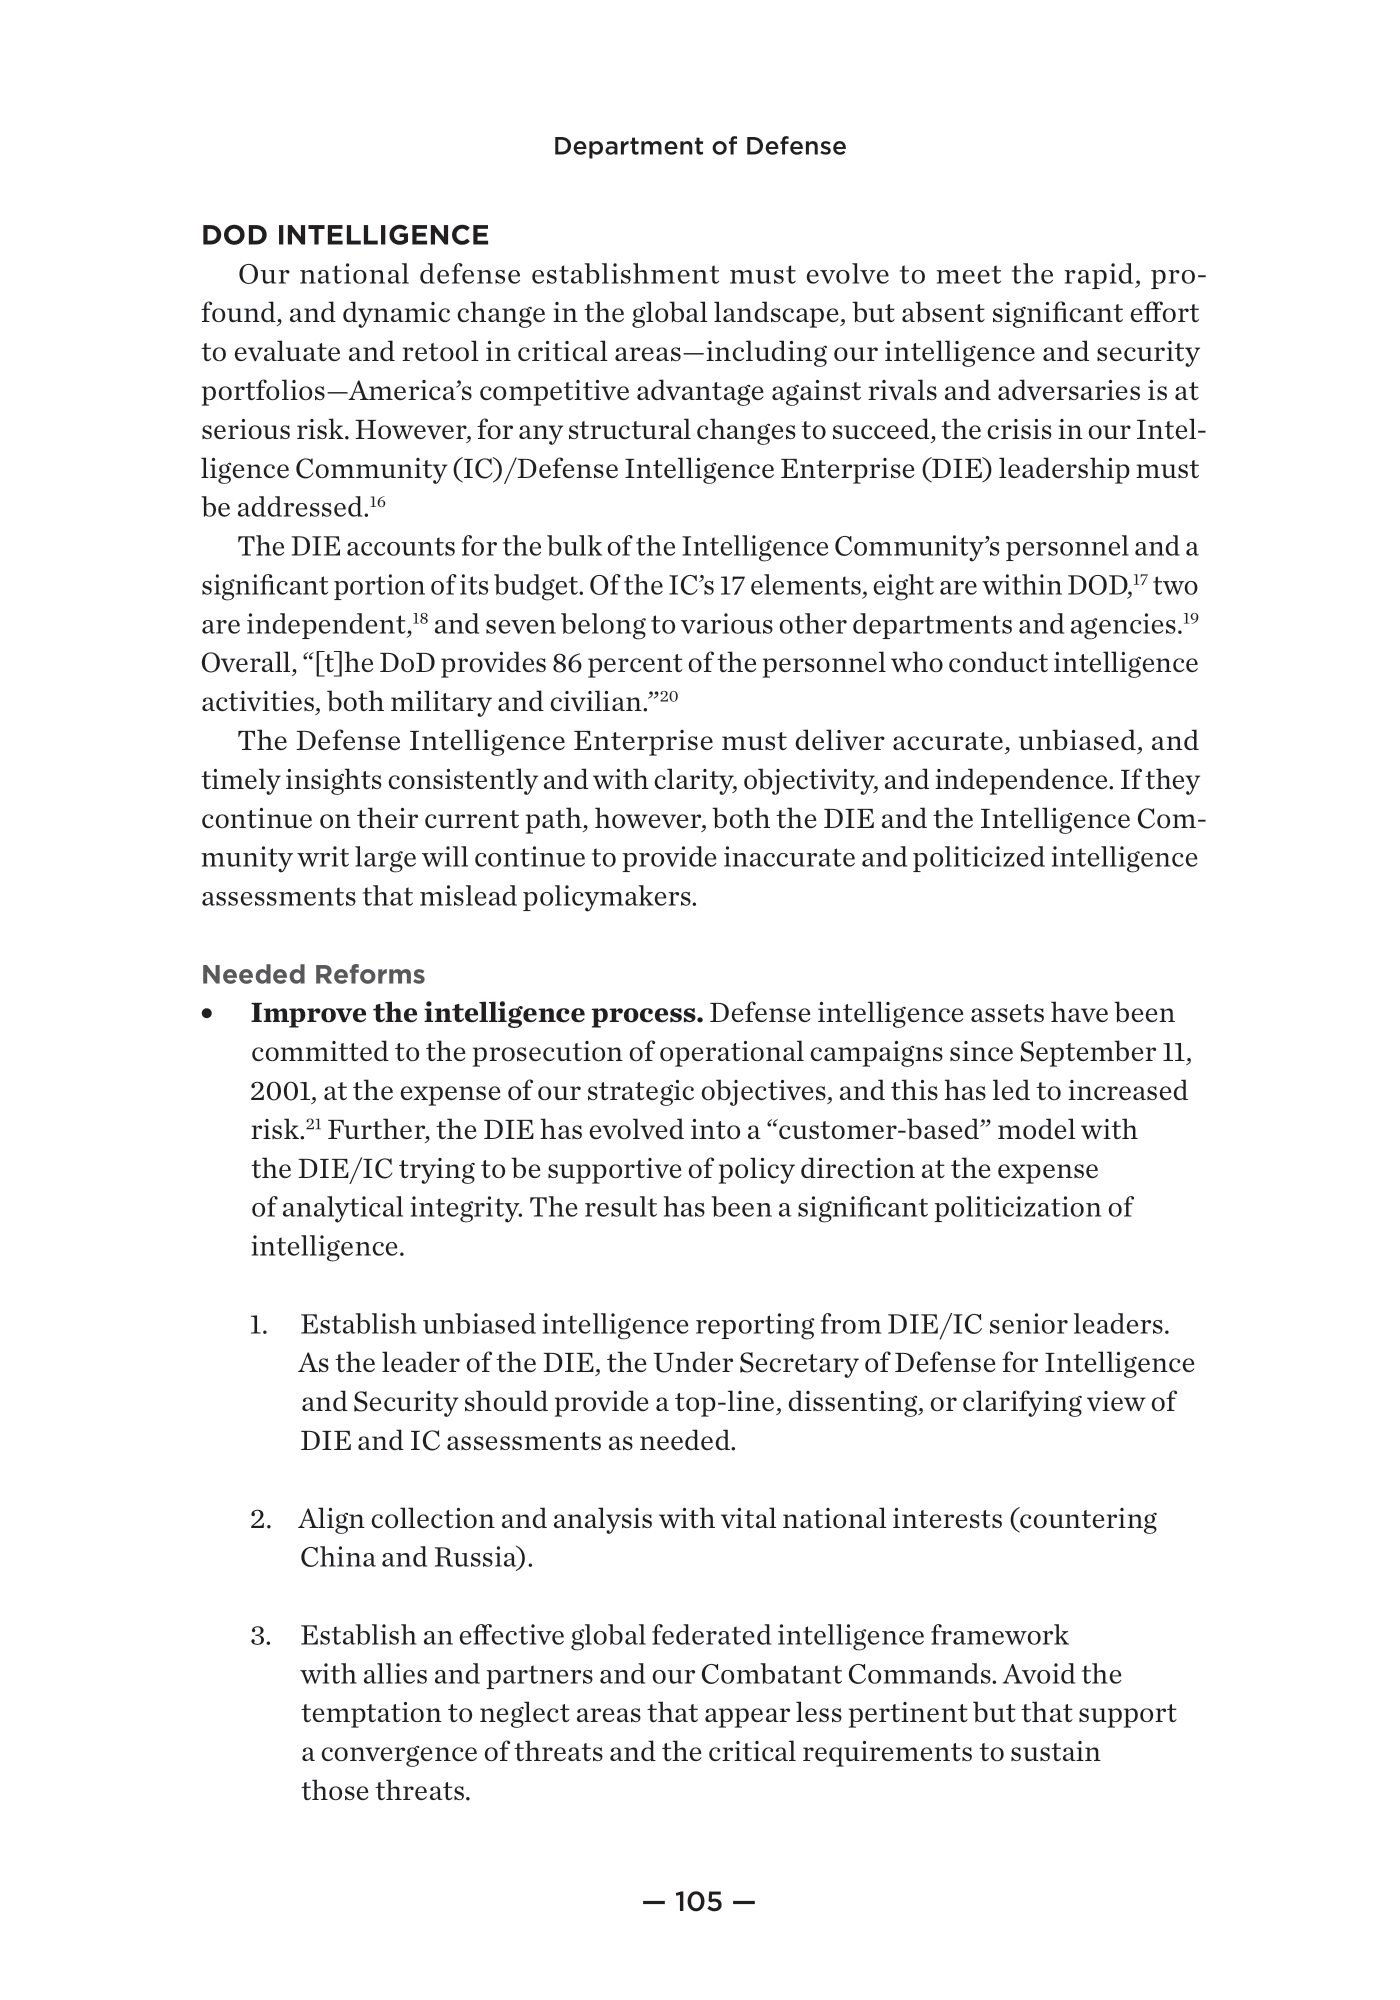 Department of Defense
DOD INTELLIGENCE
Our national defense establishment must evolve to meet the rapid, pro-
found, and dynamic change in the global landscape, but absent significant effort
to evaluate and retool in critical areas—including our intelligence and security
portfolios—America’s competitive advantage against rivals and adversaries is at
serious risk. However, for any structural changes to succeed, the crisis in our Intel-
ligence Community (IC)/Defense Intelligence Enterprise (DIE) leadership must
be addressed.16
The DIE accounts for the bulk of the Intelligence Community’s personnel and a
significant portion of its budget. Of the IC’s 17 elements, eight are within DOD,17 two
are independent,18 and seven belong to various other departments and agencies.19
Overall, “[t]he DoD provides 86 percent of the personnel who conduct intelligence
activities, both military and civilian.”20
The Defense Intelligence Enterprise must deliver accurate, unbiased, and
timely insights consistently and with clarity, objectivity, and independence. If they
continue on their current path, however, both the DIE and the Intelligence Com-
munity writ large will continue to provide inaccurate and politicized intelligence
assessments that mislead policymakers.
Needed Reforms
• Improve the intelligence process. Defense intelligence assets have been
committed to the prosecution of operational campaigns since September 11,
2001, at the expense of our strategic objectives, and this has led to increased
risk.21 Further, the DIE has evolved into a “customer-based” model with
the DIE/IC trying to be supportive of policy direction at the expense
of analytical integrity. The result has been a significant politicization of
intelligence.
1. Establish unbiased intelligence reporting from DIE/IC senior leaders.
As the leader of the DIE, the Under Secretary of Defense for Intelligence
and Security should provide a top-line, dissenting, or clarifying view of
DIE and IC assessments as needed.
2. Align collection and analysis with vital national interests (countering
China and Russia).
3. Establish an effective global federated intelligence framework
with allies and partners and our Combatant Commands. Avoid the
temptation to neglect areas that appear less pertinent but that support
a convergence of threats and the critical requirements to sustain
those threats.
— 105 —